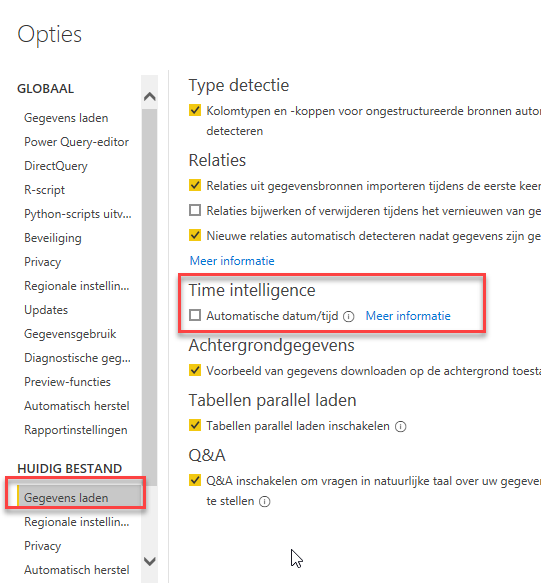 Opties
GLOBAAL
Gegevens laden
Power Query-editor
DirectQuery
R-script
Python-scripts uitv...
Beveiliging
Privacy
Regionale instellin...
Updates
Gegevensgebruik
Diagnostische geg...
Preview-functies
Automatisch herstel
Rapportinstellingen
HUIDIG BESTAND
Gegevens laden
Regionale instellin...
Privacy
Automatisch herstel
Type detectie
Kolomtypen en -koppen voor ongestructureerde bronnen auto
detecteren
Relaties
Relaties uit gegevensbronnen importeren tijdens de eerste keer
Relaties bijwerken of verwijderen tijdens het vernieuwen van ge
Nieuwe relaties automatisch detecteren nadat gegevens zijn ge
Meer informatie
Time intelligence
Automatische datum/tijd Meer informatie
Achtergrondgegevens
Voorbeeld van gegevens downloaden op de achtergrond toesta
Tabellen parallel laden
Tabellen parallel laden inschakelen
Q&A
Q&A inschakelen om vragen in natuurlijke taal over uw gegeve
te stellen